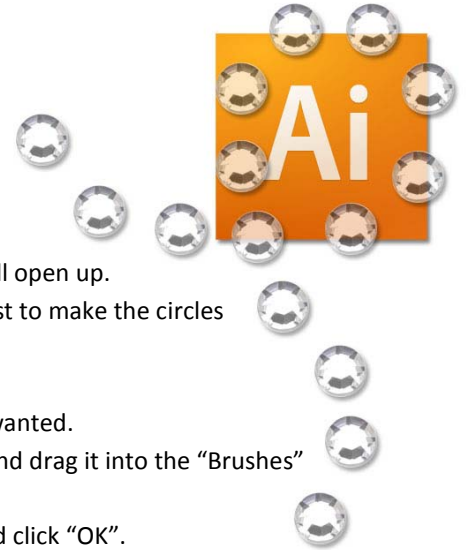 Ai
ll open up.
st to make the circles
wanted.
nd drag it into the “Brushes”
d click “OK”.